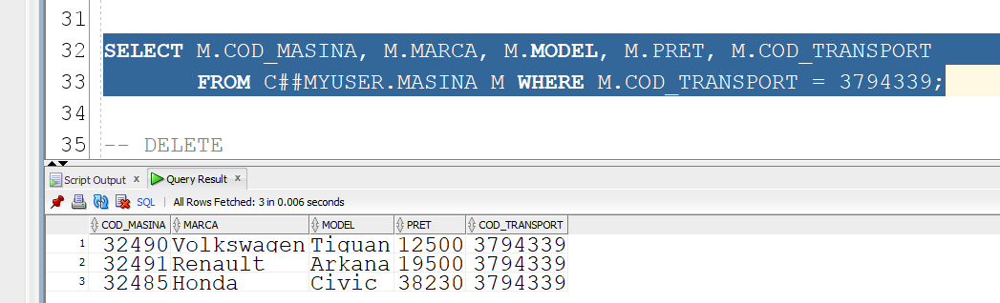 31
32 SELECT M.COD_MASINA, M.MARCA, M.MODEL, M.PRET, M.COD_TRANSPORT
33 FROM C##MYUSER.MASINA M WHERE M.COD_TRANSPORT = 3794339;
34
35 -- DELETE
Script Output x Query Result x
SQL | All Rows Fetched: 3 in 0.006 seconds
COD_MASINA MARCA MODEL PRET COD_TRANSPORT
1 32490 Volkswagen Tiguan 12500 3794339
2 32491 Renault Arkana 19500 3794339
3 32485 Honda Civic 38230 3794339